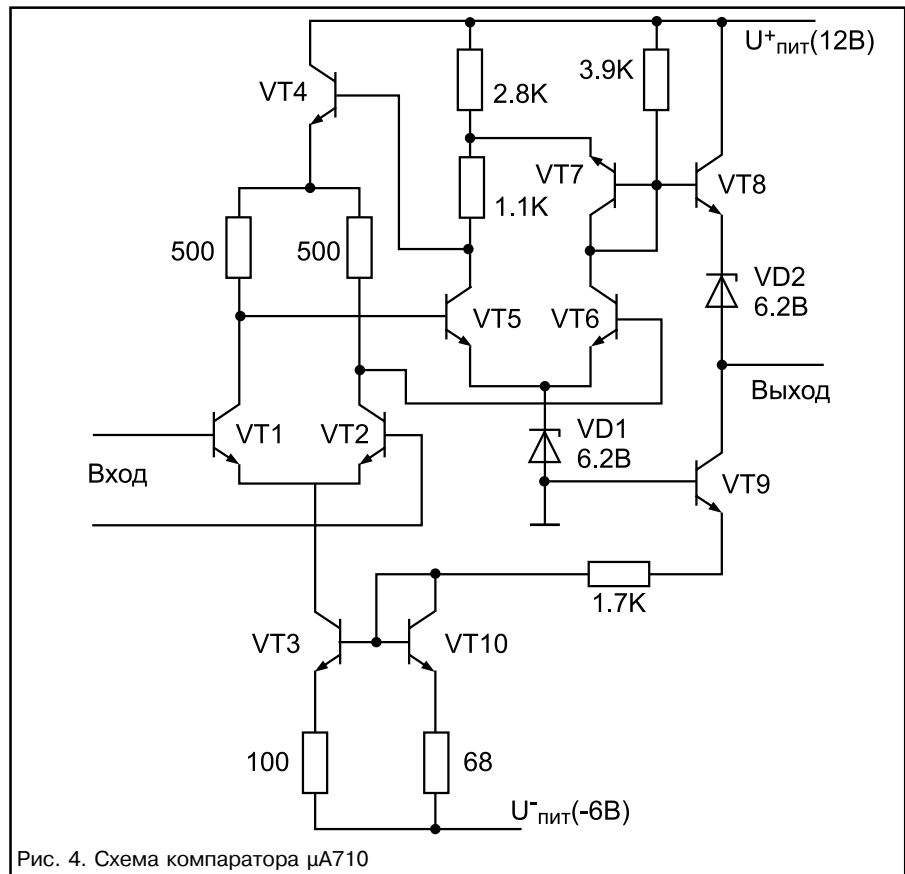 U⁺пит(12В)
VT4
2.8K
3.9K
VT7
VT8
1.1K
500
500
VD2
6.2В
VT5
VT6
Выход
VT1
VT2
VD1
6.2В
Вход
VT9
1.7K
VT3
VT10
100
68
U⁻пит(-6В)
Рис. 4. Схема компаратора µA710